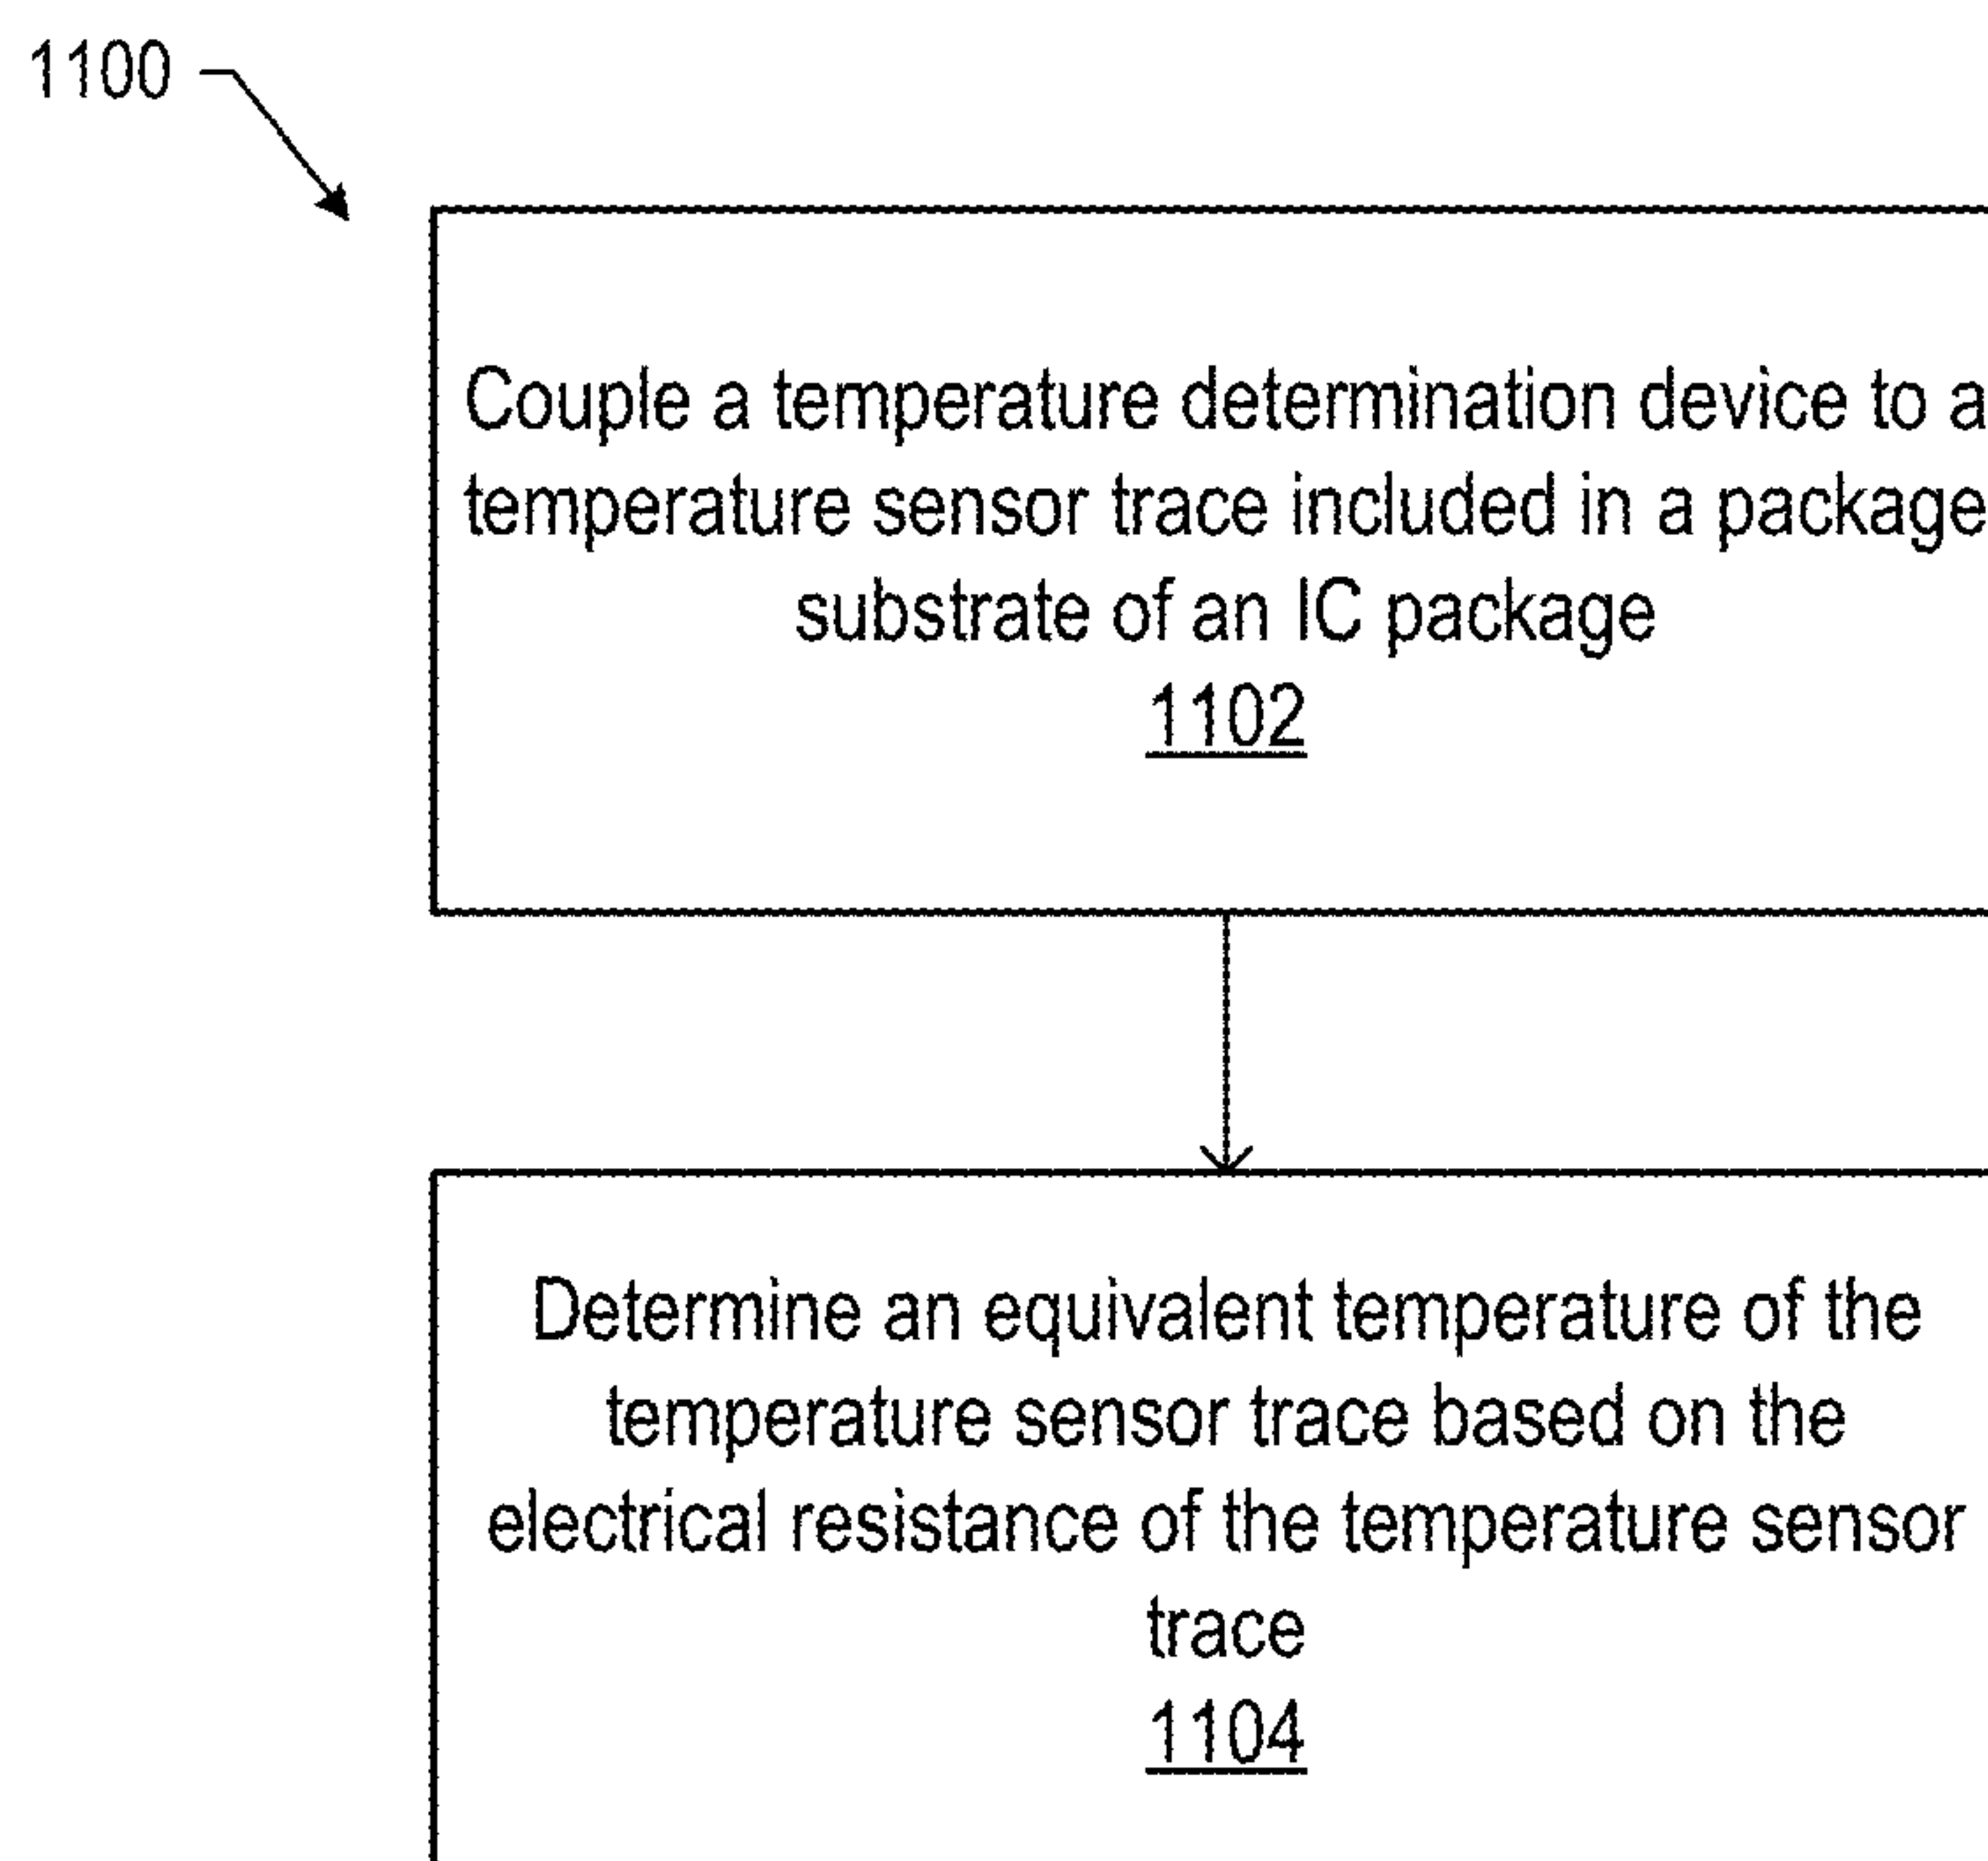 1100
Couple a temperature determination device to a
temperature sensor trace included in a package
substrate of an IC package
1102
Determine an equivalent temperature of the
temperature sensor trace based on the
electrical resistance of the temperature sensor
trace
1104